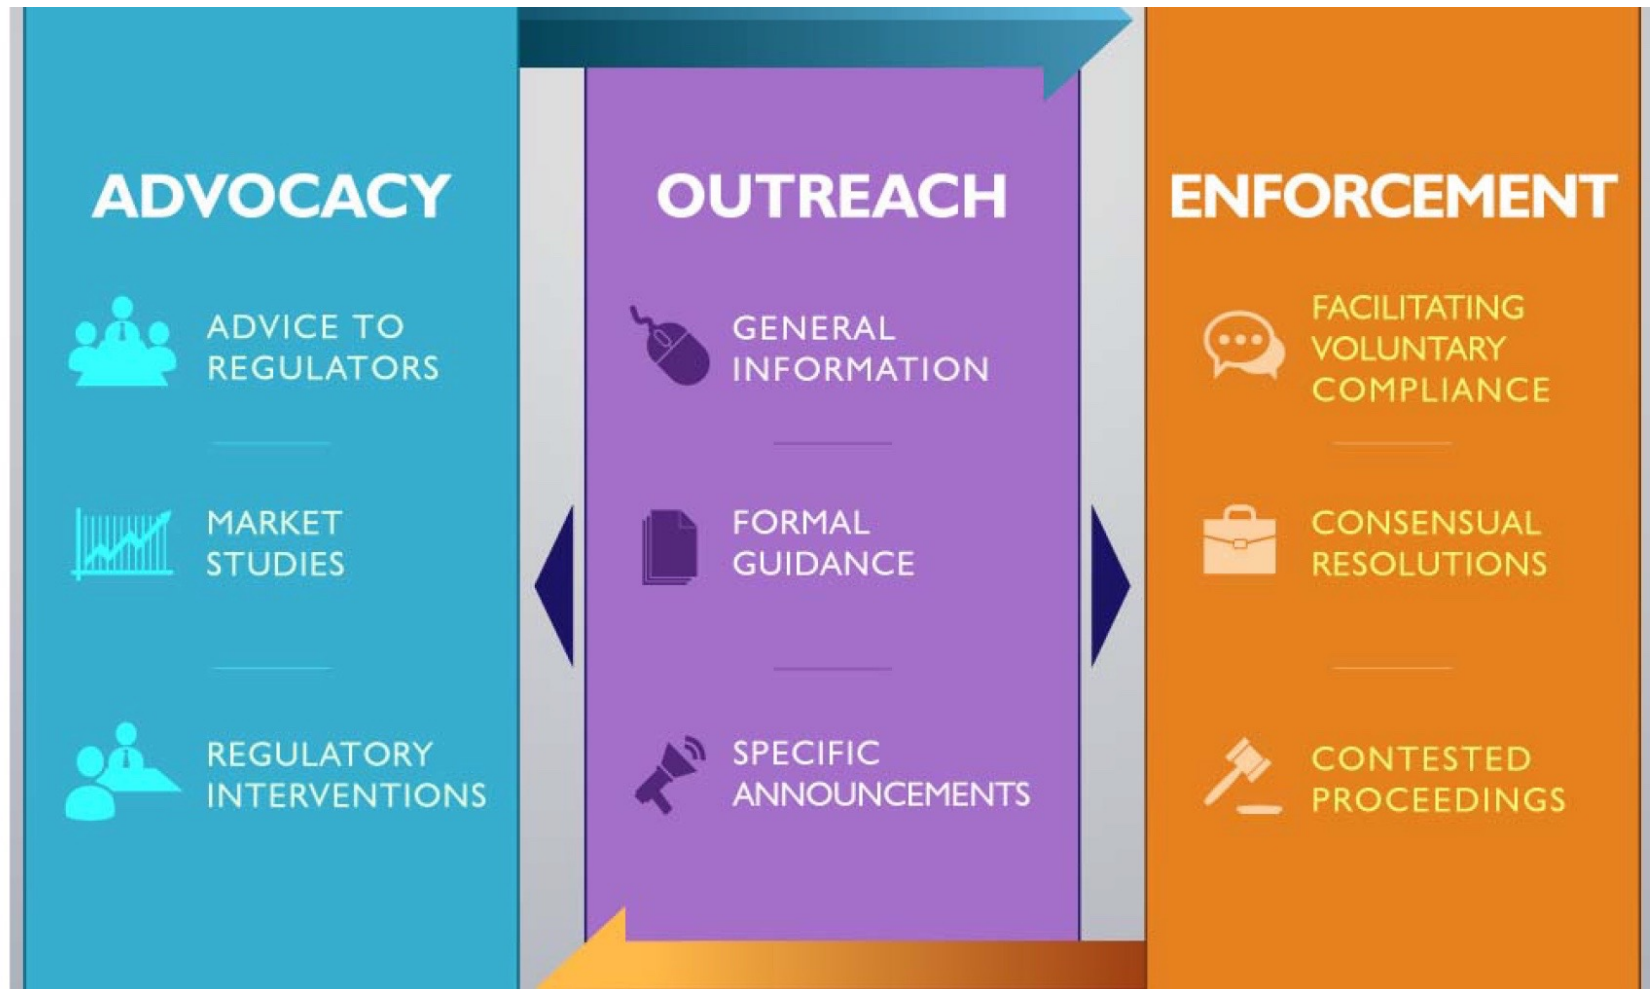 ADVOCACY
ADVICE TO
REGULATORS
MARKET
STUDIES
REGULATORY
INTERVENTIONS
OUTREACH
GENERAL
INFORMATION
FORMAL
GUIDANCE
SPECIFIC
ANNOUNCEMENTS
ENFORCEMENT
FACILITATING
VOLUNTARY
COMPLIANCE
CONSENSUAL
RESOLUTIONS
CONTESTED
PROCEEDINGS